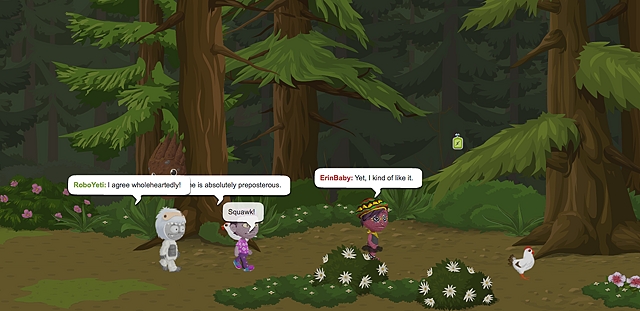 RoboYeti: I agree wholeheartedly!
e is absolutely preposterous.
Squawk!
ErinBaby: Yet, I kind of like it.